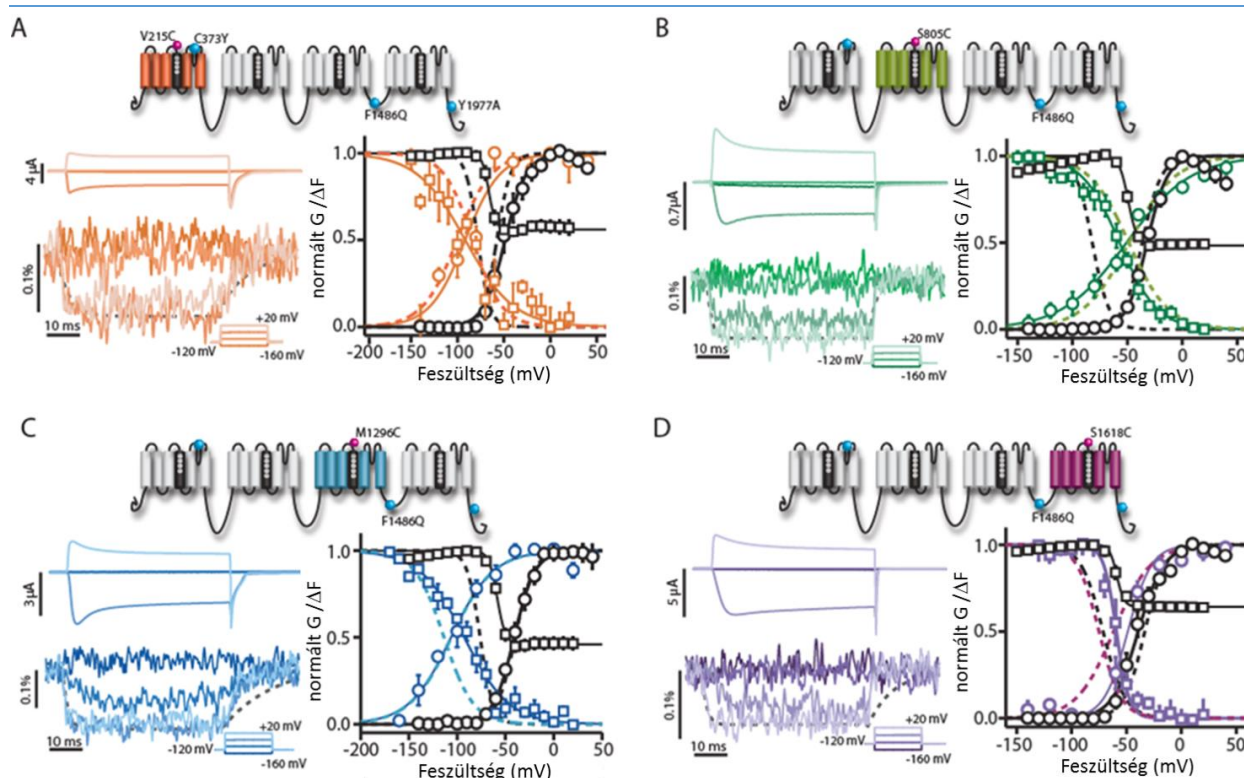 A
V215C
C373Y
F1486Q
Y1977A
4 µA
0.1%
10 ms
+20 mV
-120 mV
-160 mV
normált G /ΔF
1.0
0.5
0.0
-200 -150 -100 -50 0 50
Feszültség (mV)
B
S805C
F1486Q
0.7µA
0.1%
10 ms
+20 mV
-120 mV
-160 mV
normált G /ΔF
1.0
0.5
0.0
-150 -100 -50 0 50
Feszültség (mV)
C
M1296C
F1486Q
3µA
0.1%
10 ms
+20 mV
-120 mV
-160 mV
normált G /ΔF
1.0
0.5
0.0
-200 -150 -100 -50 0 50
Feszültség (mV)
D
S1618C
F1486Q
5 µA
0.1%
10 ms
+20 mV
-120 mV
-160 mV
normált G /ΔF
1.0
0.5
0.0
-150 -100 -50 0 50
Feszültség (mV)